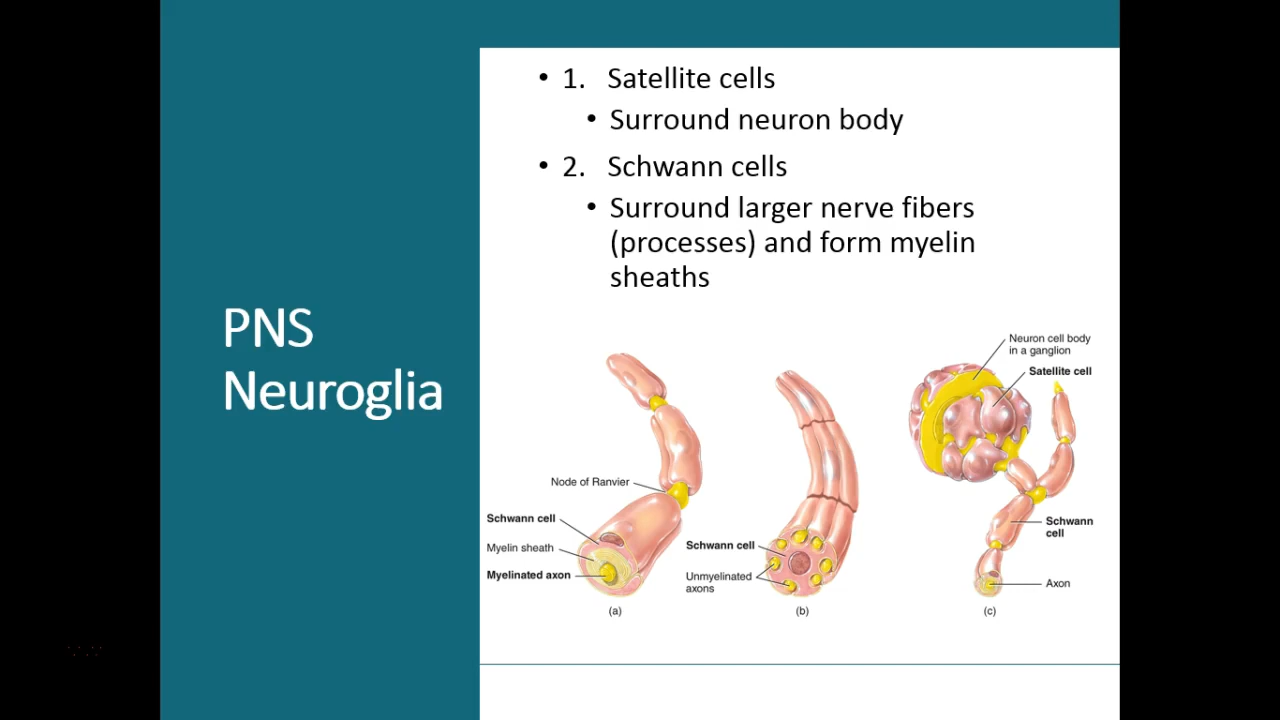 PNS
Neuroglia
• 1. Satellite cells
• Surround neuron body
• 2. Schwann cells
• Surround larger nerve fibers
(processes) and form myelin
sheaths
Node of Ranvier
Schwann cell
Myelin sheath
Myelinated axon
(a)
Schwann cell
Unmyelinated
axons
(b)
Neuron cell body
in a ganglion
Satellite cell
Schwann
cell
Axon
(c)